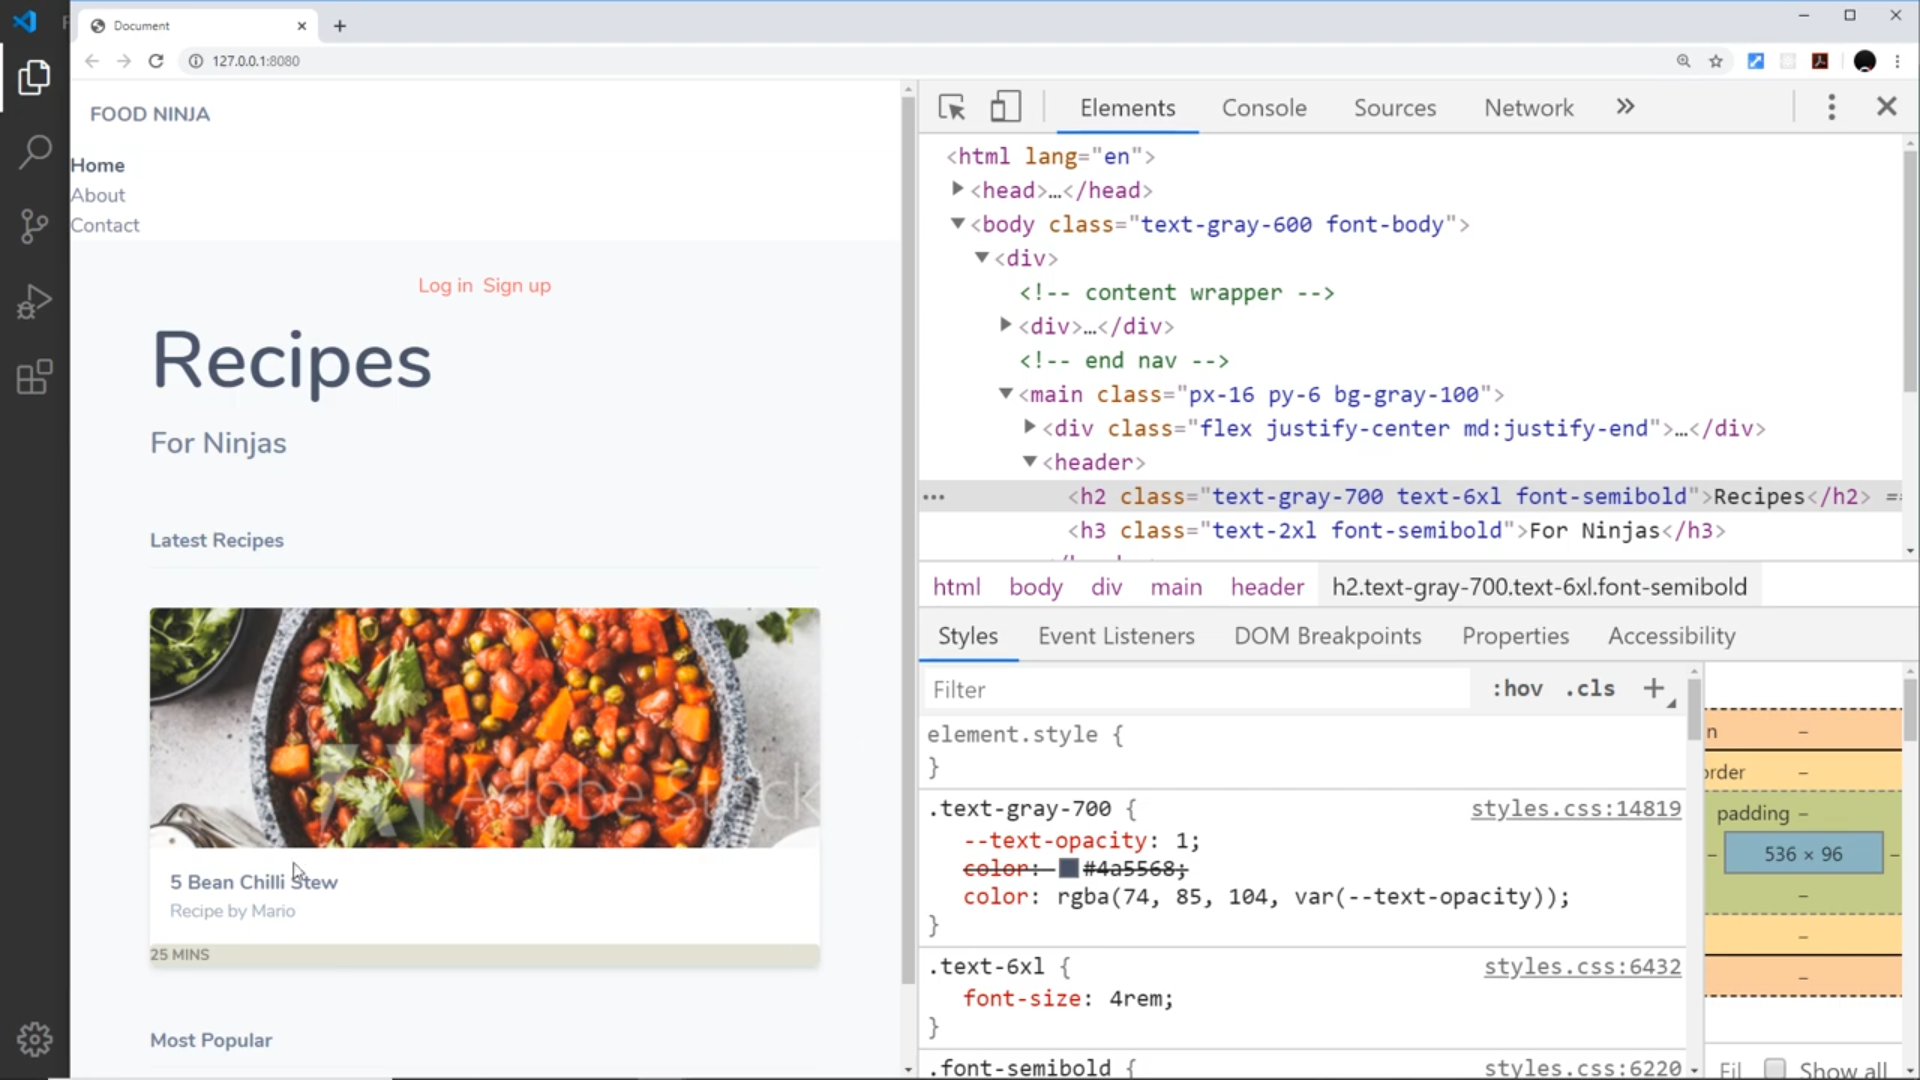 Document
127.0.0.1:8080
FOOD NINJA
Home
About
Contact
Log in Sign up
Recipes
For Ninjas
Latest Recipes
Adobe Stock
5 Bean Chilli Stew
Recipe by Mario
25 MINS
Most Popular
Elements Console Sources Network
<html lang="en">
<head>…</head>
<body class="text-gray-600 font-body">
<div>
<!-- content wrapper -->
<div>…</div>
<!-- end nav -->
<main class="px-16 py-6 bg-gray-100">
<div class="flex justify-center md:justify-end">…</div>
<header>
<h2 class="text-gray-700 text-6xl font-semibold">Recipes</h2> ==
<h3 class="text-2xl font-semibold">For Ninjas</h3>
html body div main header h2.text-gray-700.text-6xl.font-semibold
Styles Event Listeners DOM Breakpoints Properties Accessibility
Filter :hov .cls +
element.style {
}
.text-gray-700 { styles.css:14819
--text-opacity: 1;
color: #4a5568;
color: rgba(74, 85, 104, var(--text-opacity));
}
.text-6xl { styles.css:6432
font-size: 4rem;
}
.font-semibold { styles.css:6220
n –
order –
padding –
– 536 × 96 –
–
–
–
Fil Show all